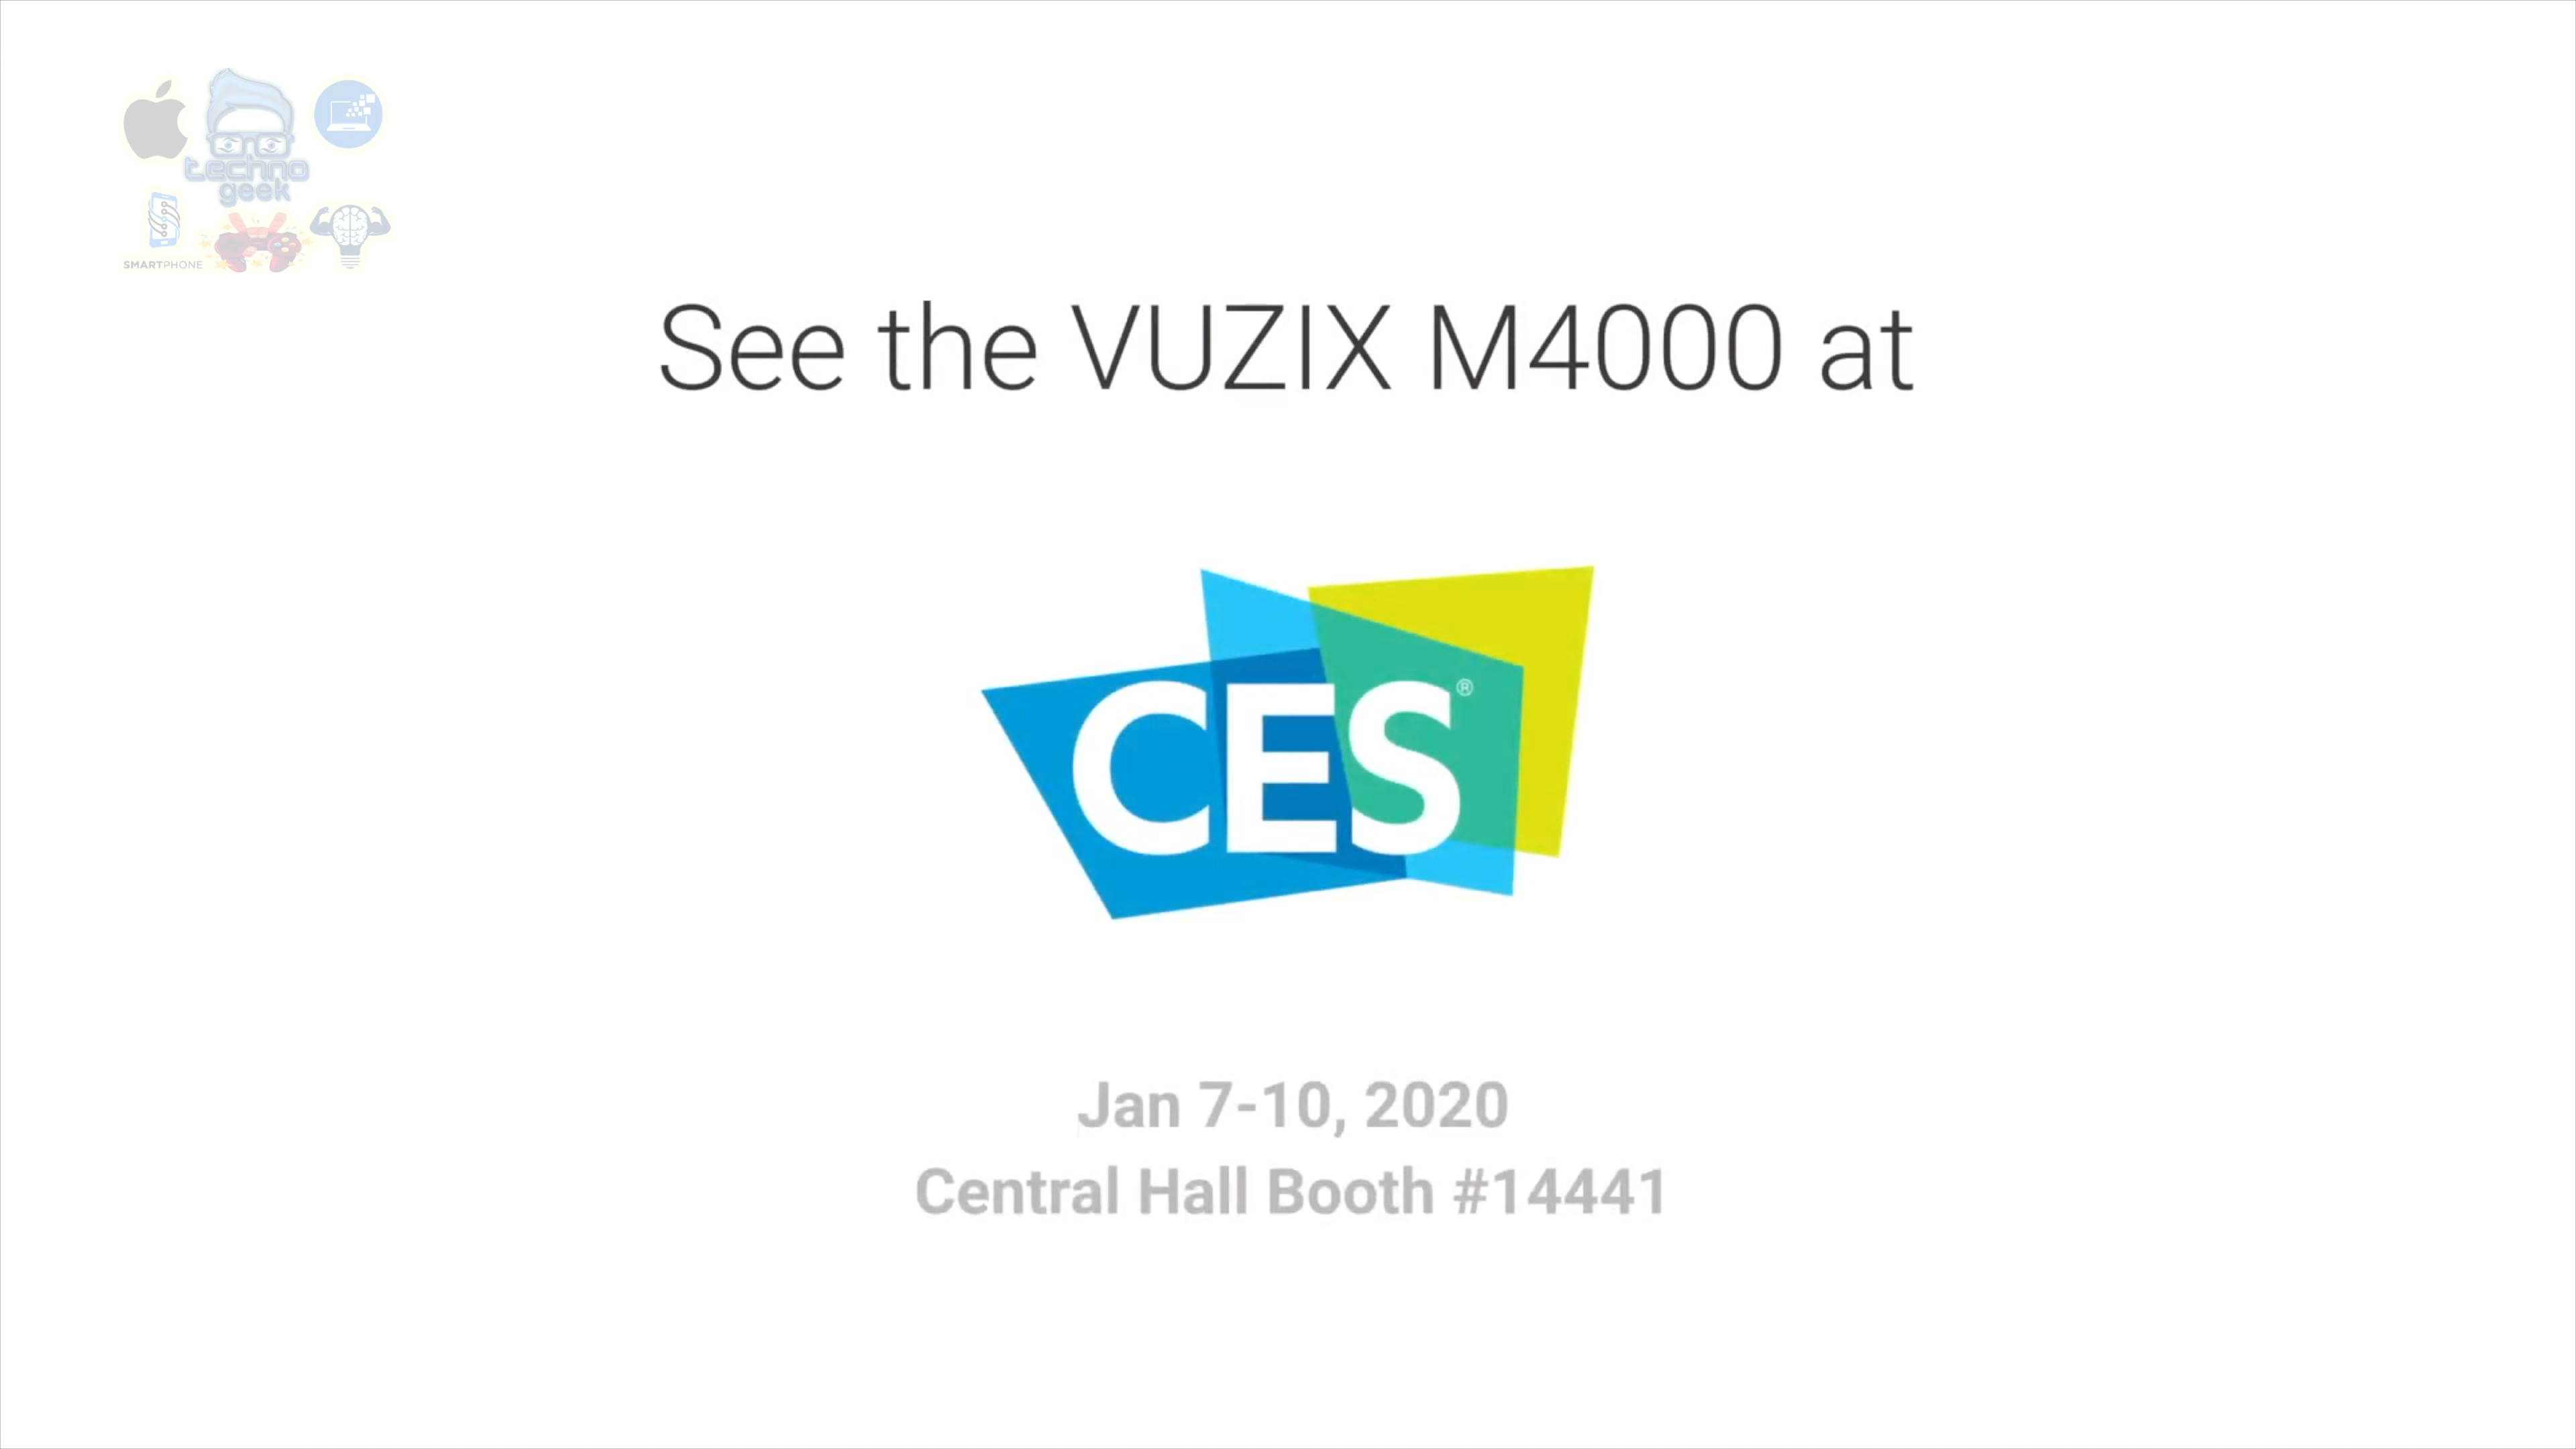 techno
geek
SMARTPHONE
See the VUZIX M4000 at
CES®
Jan 7-10, 2020
Central Hall Booth #14441